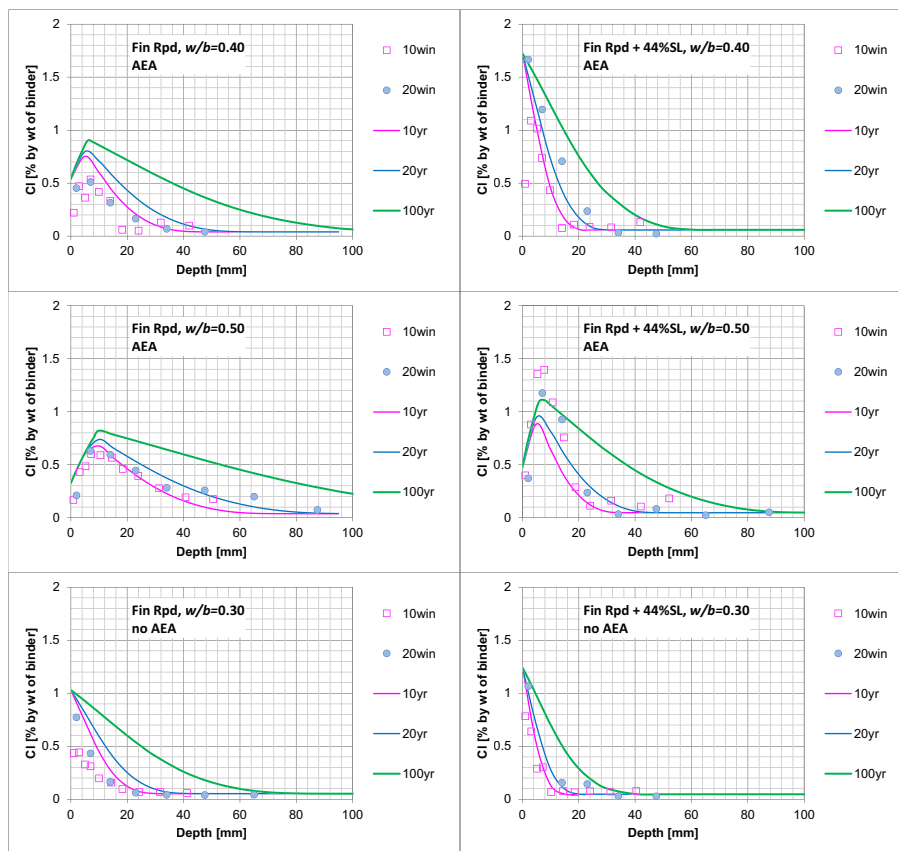 2
1.5
1
0.5
0
0 20 40 60 80 100
Cl [% by wt of binder]
Depth [mm]
Fin Rpd, w/b=0.40
AEA
10win
20win
10yr
20yr
100yr
2
1.5
1
0.5
0
0 20 40 60 80 100
Cl [% by wt of binder]
Depth [mm]
Fin Rpd + 44%SL, w/b=0.40
AEA
10win
20win
10yr
20yr
100yr
2
1.5
1
0.5
0
0 20 40 60 80 100
Cl [% by wt of binder]
Depth [mm]
Fin Rpd, w/b=0.50
AEA
10win
20win
10yr
20yr
100yr
2
1.5
1
0.5
0
0 20 40 60 80 100
Cl [% by wt of binder]
Depth [mm]
Fin Rpd + 44%SL, w/b=0.50
AEA
10win
20win
10yr
20yr
100yr
2
1.5
1
0.5
0
0 20 40 60 80 100
Cl [% by wt of binder]
Depth [mm]
Fin Rpd, w/b=0.30
no AEA
10win
20win
10yr
20yr
100yr
2
1.5
1
0.5
0
0 20 40 60 80 100
Cl [% by wt of binder]
Depth [mm]
Fin Rpd + 44%SL, w/b=0.30
no AEA
10win
20win
10yr
20yr
100yr